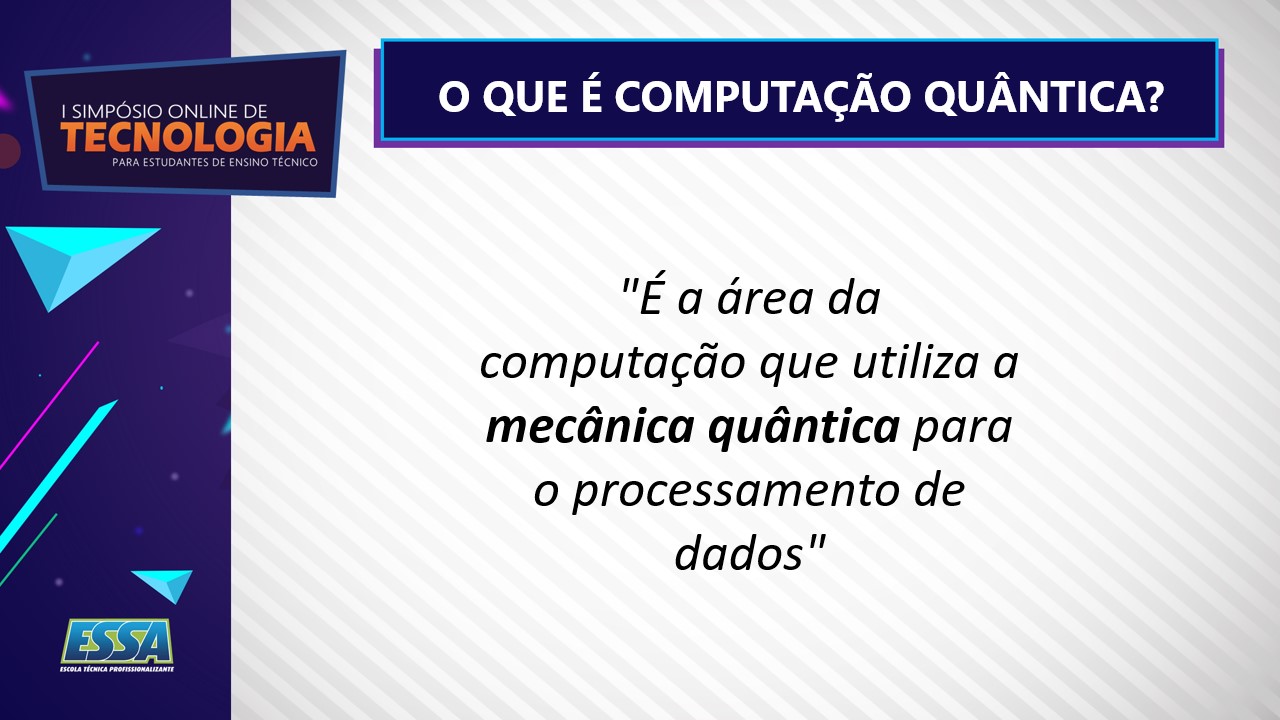 I SIMPÓSIO ONLINE DE
TECNOLOGIA
PARA ESTUDANTES DE ENSINO TÉCNICO
O QUE É COMPUTAÇÃO QUÂNTICA?
"É a área da
computação que utiliza a
mecânica quântica para
o processamento de
dados"
ESSA
ESCOLA TÉCNICA PROFISSIONALIZANTE